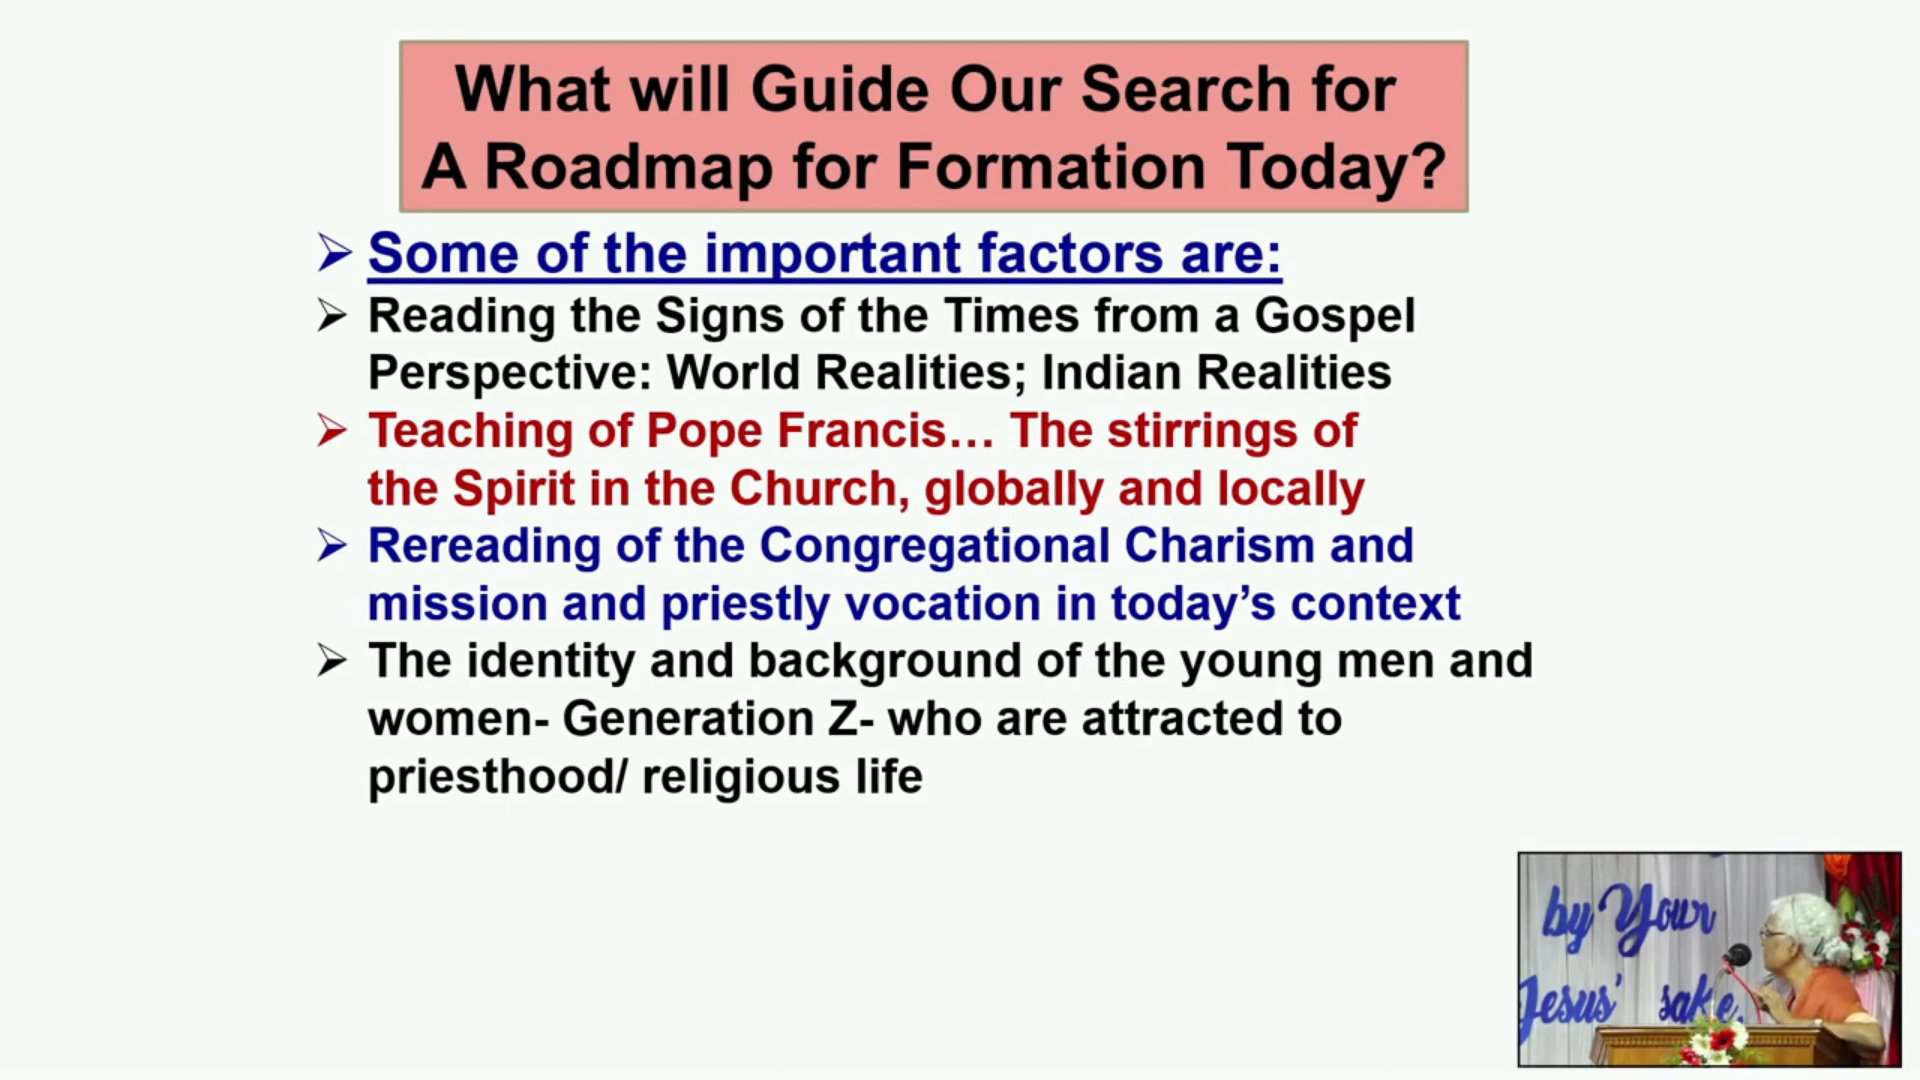 What will Guide Our Search for
A Roadmap for Formation Today?
➢ Some of the important factors are:
➢ Reading the Signs of the Times from a Gospel
Perspective: World Realities; Indian Realities
➢ Teaching of Pope Francis… The stirrings of
the Spirit in the Church, globally and locally
➢ Rereading of the Congregational Charism and
mission and priestly vocation in today’s context
➢ The identity and background of the young men and
women- Generation Z- who are attracted to
priesthood/ religious life
by Your
Jesus' sake.